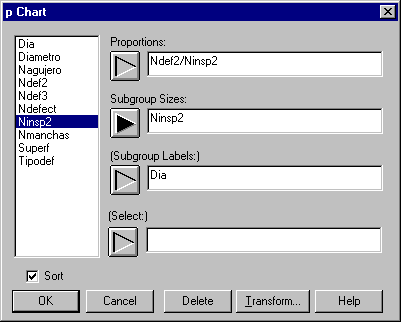 p Chart
Dia
Diametro
Nagujero
Ndef2
Ndef3
Ndefect
Ninsp2
Nmanchas
Superf
Tipodef
Proportions:
Ndef2/Ninsp2
Subgroup Sizes:
Ninsp2
(Subgroup Labels:)
Dia
(Select:)
Sort
OK Cancel Delete Transform... Help